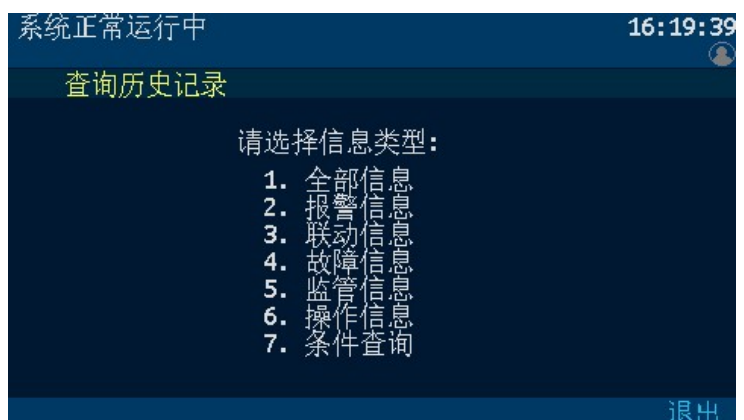 系统正常运行中 16:19:39
查询历史记录
请选择信息类型:
1. 全部信息
2. 报警信息
3. 联动信息
4. 故障信息
5. 监管信息
6. 操作信息
7. 条件查询
退出